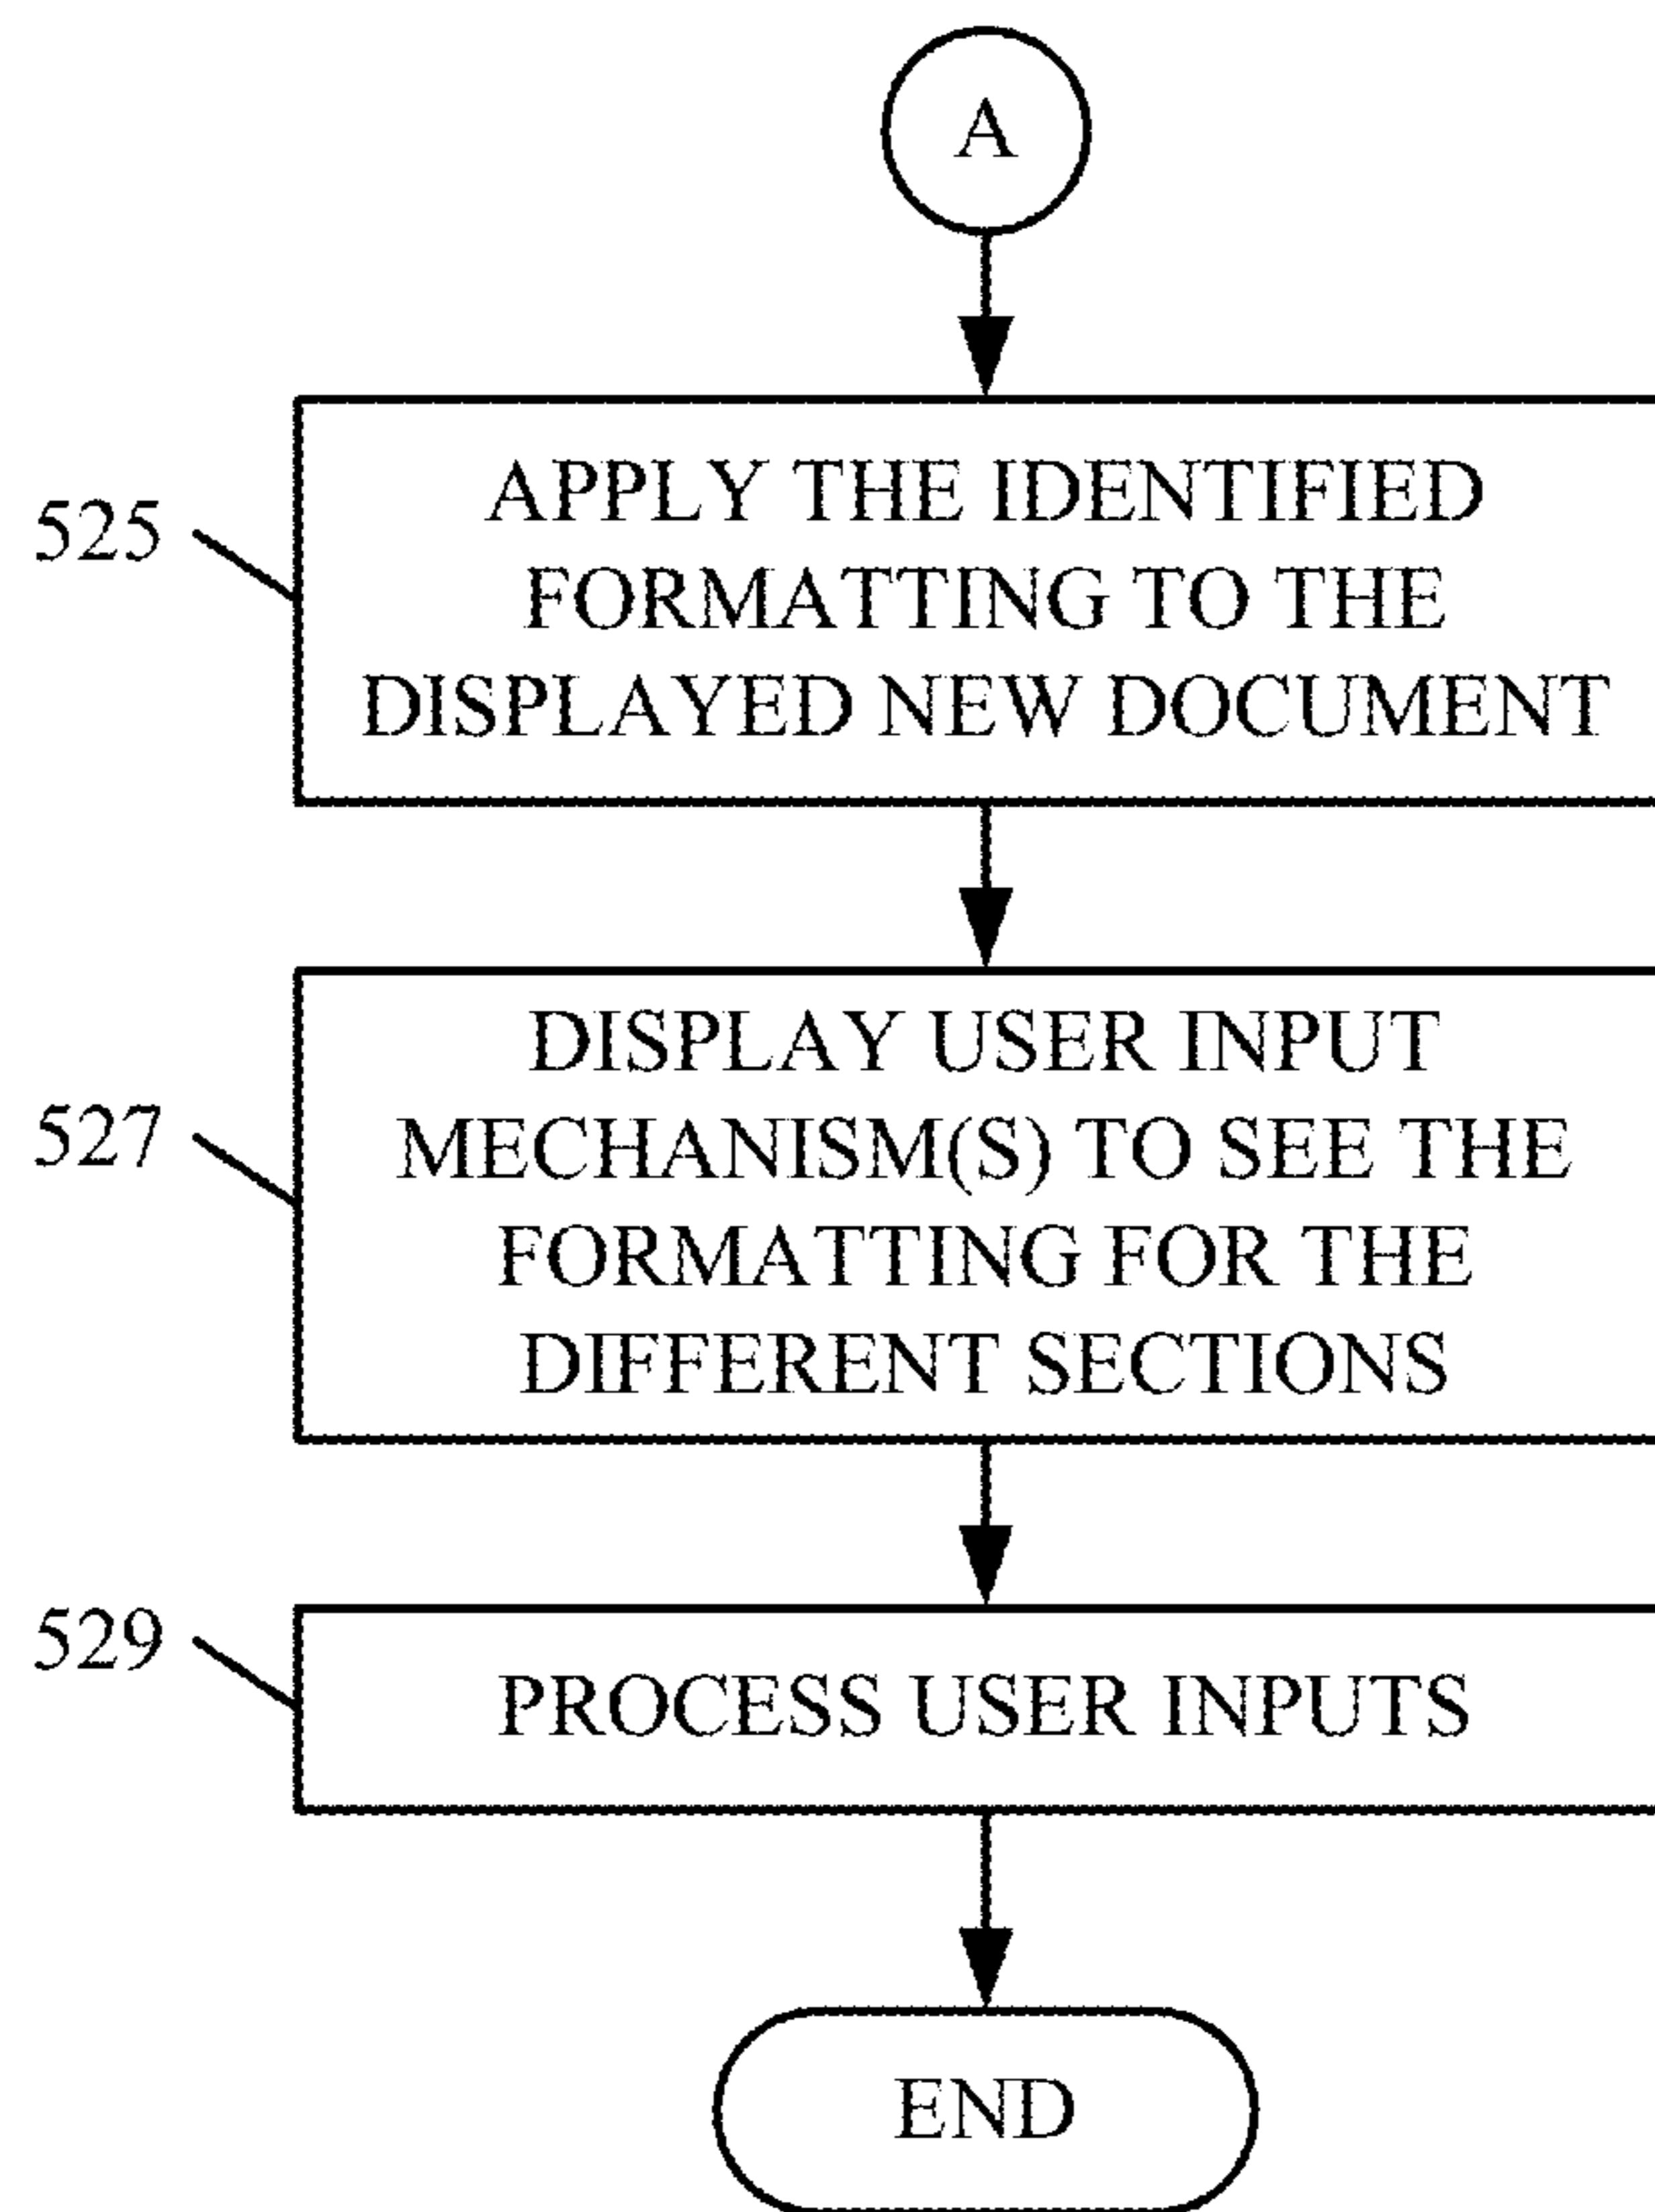 A
525
APPLY THE IDENTIFIED
FORMATTING TO THE
DISPLAYED NEW DOCUMENT
527
DISPLAY USER INPUT
MECHANISM(S) TO SEE THE
FORMATTING FOR THE
DIFFERENT SECTIONS
529
PROCESS USER INPUTS
END